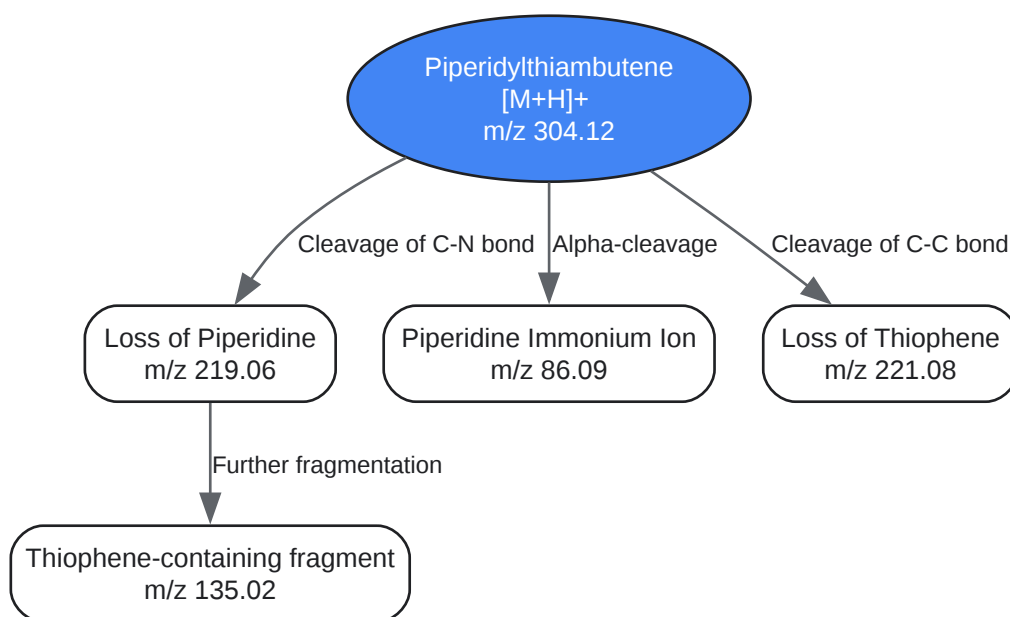 Piperidylthiambutene
[M+H]+
m/z 304.12
Cleavage of C-N bond
Alpha-cleavage
Cleavage of C-C bond
Loss of Piperidine
m/z 219.06
Piperidine Immonium Ion
m/z 86.09
Loss of Thiophene
m/z 221.08
Further fragmentation
Thiophene-containing fragment
m/z 135.02